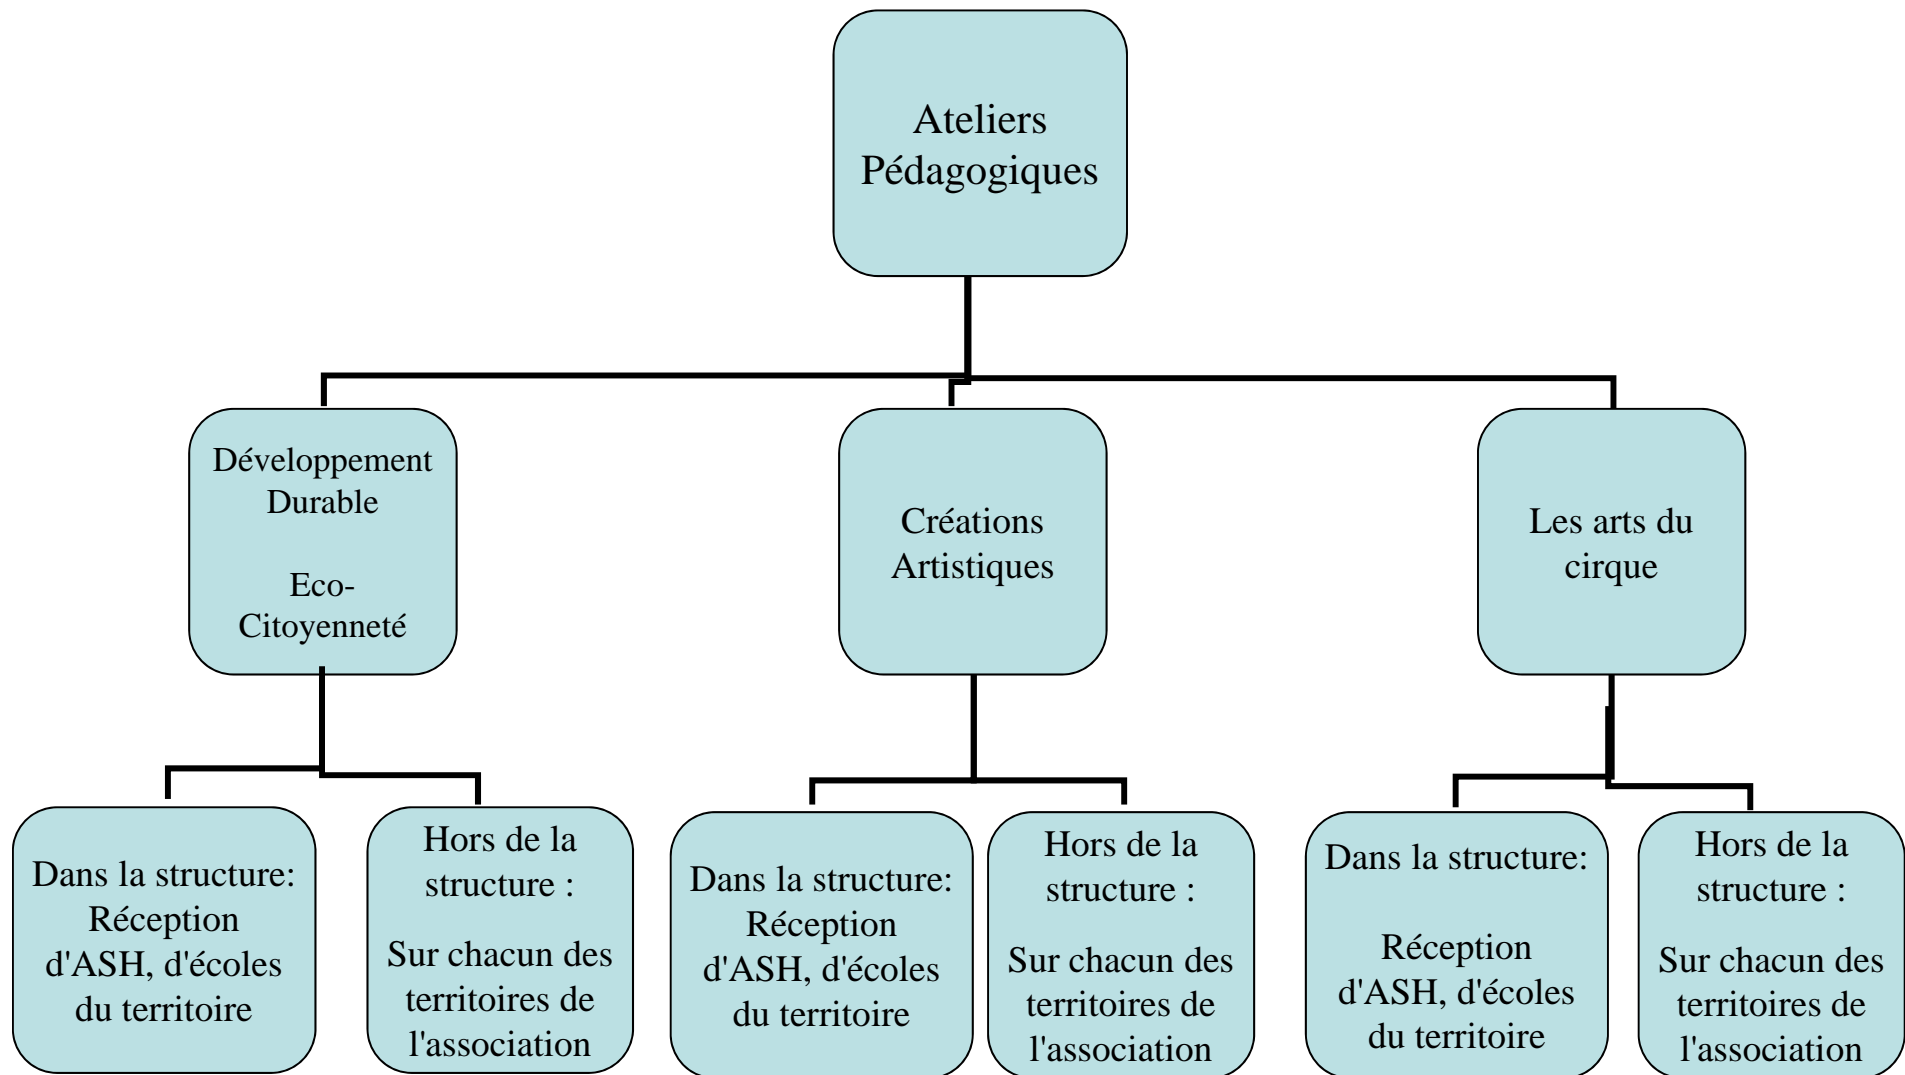 Ateliers
Pédagogiques
Développement
Durable
Eco-
Citoyenneté
Créations
Artistiques
Les arts du
cirque
Dans la structure:
Réception
d'ASH, d'écoles
du territoire
Hors de la
structure :
Sur chacun des
territoires de
l'association
Dans la structure:
Réception
d'ASH, d'écoles
du territoire
Hors de la
structure :
Sur chacun des
territoires de
l'association
Dans la structure:
Réception
d'ASH, d'écoles
du territoire
Hors de la
structure :
Sur chacun des
territoires de
l'association